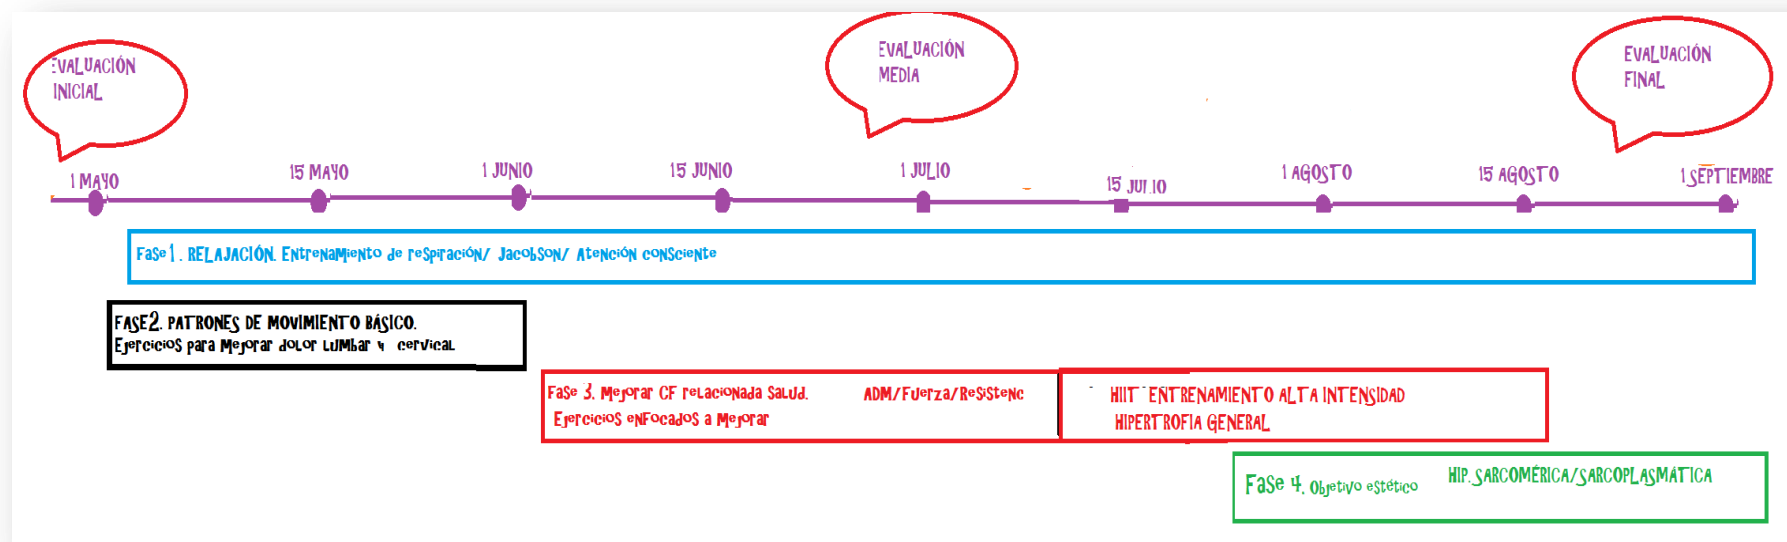 EVALUACIÓN
INICIAL
EVALUACIÓN
MEDIA
EVALUACIÓN
FINAL
1 MAYO
15 MAYO
1 JUNIO
15 JUNIO
1 JULIO
15 JULIO
1 AGOSTO
15 AGOSTO
1 SEPTIEMBRE
Fase 1. RELAJACIÓN. Entrenamiento de respiración/ Jacobson/ Atención consciente
FASE2. PATRONES DE MOVIMIENTO BÁSICO.
Ejercicios para Mejorar dolor Lumbar y cervical
Fase 3. Mejorar CF relacionada Salud. ADM/Fuerza/Resistenc
Ejercicios enfocados a Mejorar
HIIT ENTRENAMIENTO ALTA INTENSIDAD
HIPERTROFIA GENERAL
Fase 4. Objetivo estético HIP.SARCOMÉRICA/SARCOPLASMÁTICA